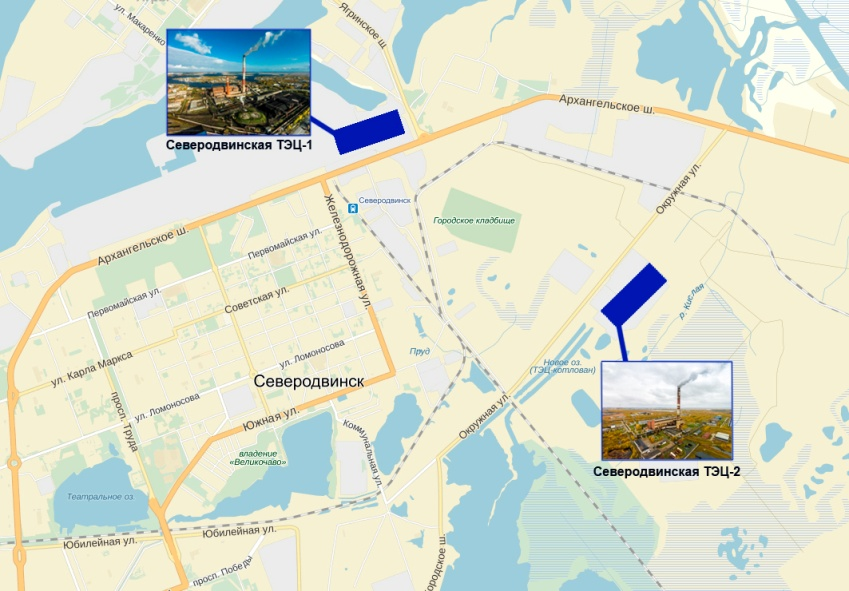 ул. Макаренко
Ягринское ш.
Северодвинская ТЭЦ-1
Архангельское ш.
Окружная ул.
Северодвинск
Железнодорожная ул.
Городское кладбище
Архангельское ш.
Первомайская ул.
Первомайская ул.
Советская ул.
р. Кислая
ул. Карла Маркса
ул. Ломоносова
Пруд
Новое оз.
(ТЭЦ-котлован)
Северодвинск
ул. Ломоносова
просп. Труда
Южная ул.
Окружная ул.
Коммунальная ул.
владение
«Величочаво»
Северодвинская ТЭЦ-2
Театральное оз.
Юбилейная ул.
Юбилейная ул.
просп. Победы
ородское ш.